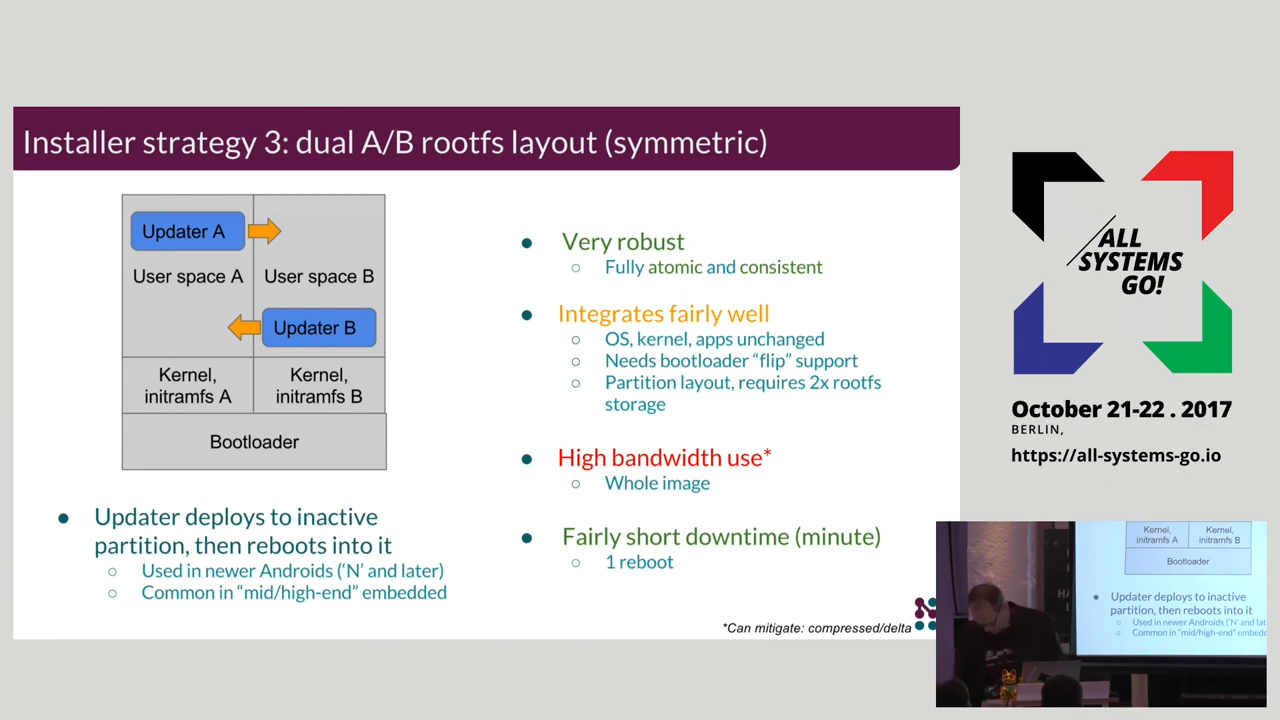 Installer strategy 3: dual A/B rootfs layout (symmetric)
Updater A
User space A
User space B
Updater B
Kernel,
initramfs A
Kernel,
initramfs B
Bootloader
● Updater deploys to inactive
partition, then reboots into it
○ Used in newer Androids ('N' and later)
○ Common in "mid/high-end" embedded
● Very robust
○ Fully atomic and consistent
● Integrates fairly well
○ OS, kernel, apps unchanged
○ Needs bootloader "flip" support
○ Partition layout, requires 2x rootfs
storage
● High bandwidth use*
○ Whole image
● Fairly short downtime (minute)
○ 1 reboot
*Can mitigate: compressed/delta
ALL
SYSTEMS
GO!
October 21-22 . 2017
BERLIN,
https://all-systems-go.io
Kernel,
initramfs A
Kernel,
initramfs B
Bootloader
● Updater deploys to inactive
partition, then reboots into it
○ Used in newer Androids ('N' and lat
○ Common in "mid/high-end" embedd